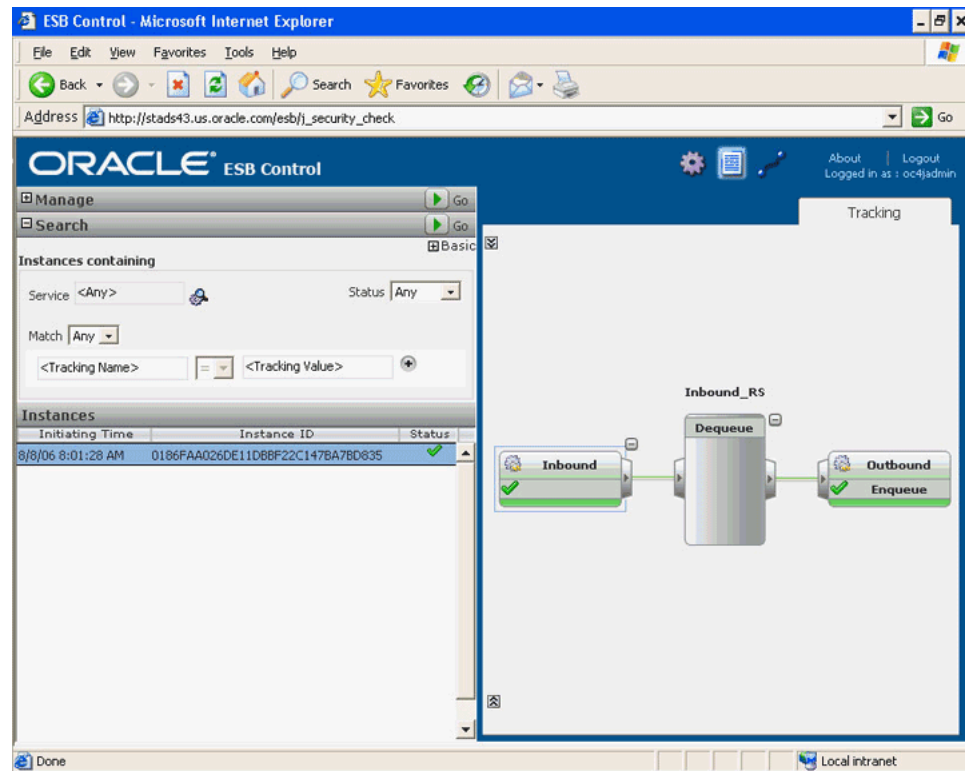 ESB Control - Microsoft Internet Explorer
File Edit View Favorites Tools Help
Back Search Favorites
Address http://stads43.us.oracle.com/esb/j_security_check Go
ORACLE ESB Control
About | Logout
Logged in as : oc4jadmin
Manage Go
Search Go
Tracking
Basic
Instances containing
Service <Any> Status Any
Match Any
<Tracking Name> = <Tracking Value>
Instances
Initiating Time Instance ID Status
8/8/06 8:01:28 AM 0186FAA026DE11DBBF22C147BA7BD835
Inbound_RS
Dequeue
Inbound
Outbound
Enqueue
Done Local intranet